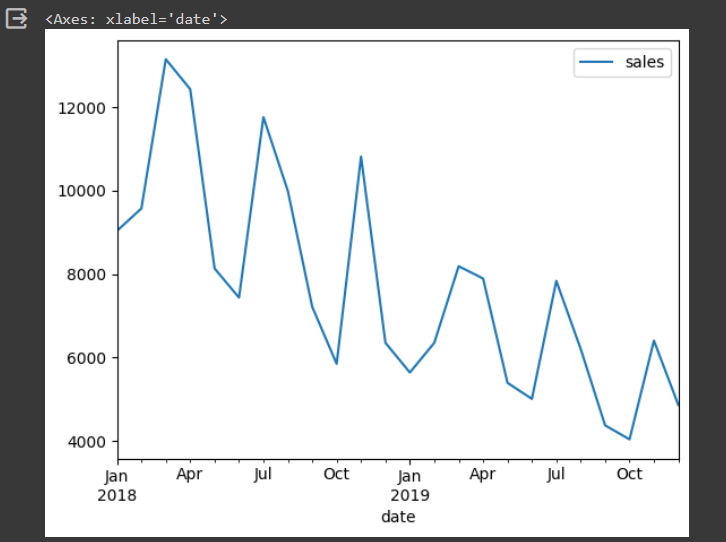 <Axes: xlabel='date'>
sales
12000
10000
8000
6000
4000
Jan Apr Jul Oct Jan Apr Jul Oct
2018 2019
date